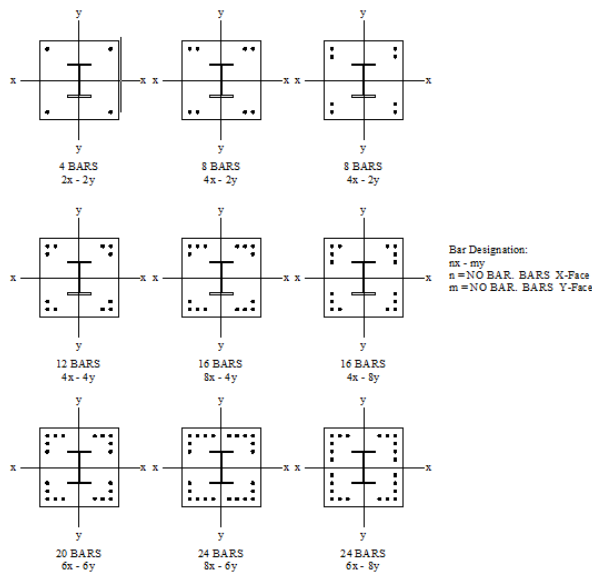 y y y
x x x x
y y y
4 BARS 8 BARS 8 BARS
2x - 2y 4x - 2y 4x - 2y
y y y
Bar Designation:
nx - my
x x x x
n = NO BAR. BARS X-Face
m = NO BAR. BARS Y-Face
y y y
12 BARS 16 BARS 16 BARS
4x - 4y 8x - 4y 4x - 8y
y y y
x x x x
y y y
20 BARS 24 BARS 24 BARS
6x - 6y 8x - 6y 6x - 8y